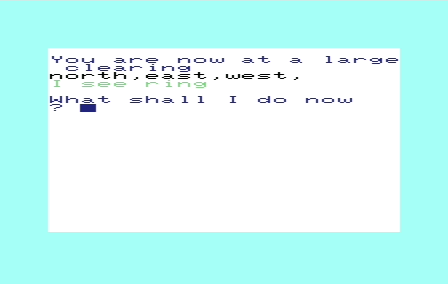 You are now at a large
clearing
north,east,west,
I see ring
What shall I do now
?